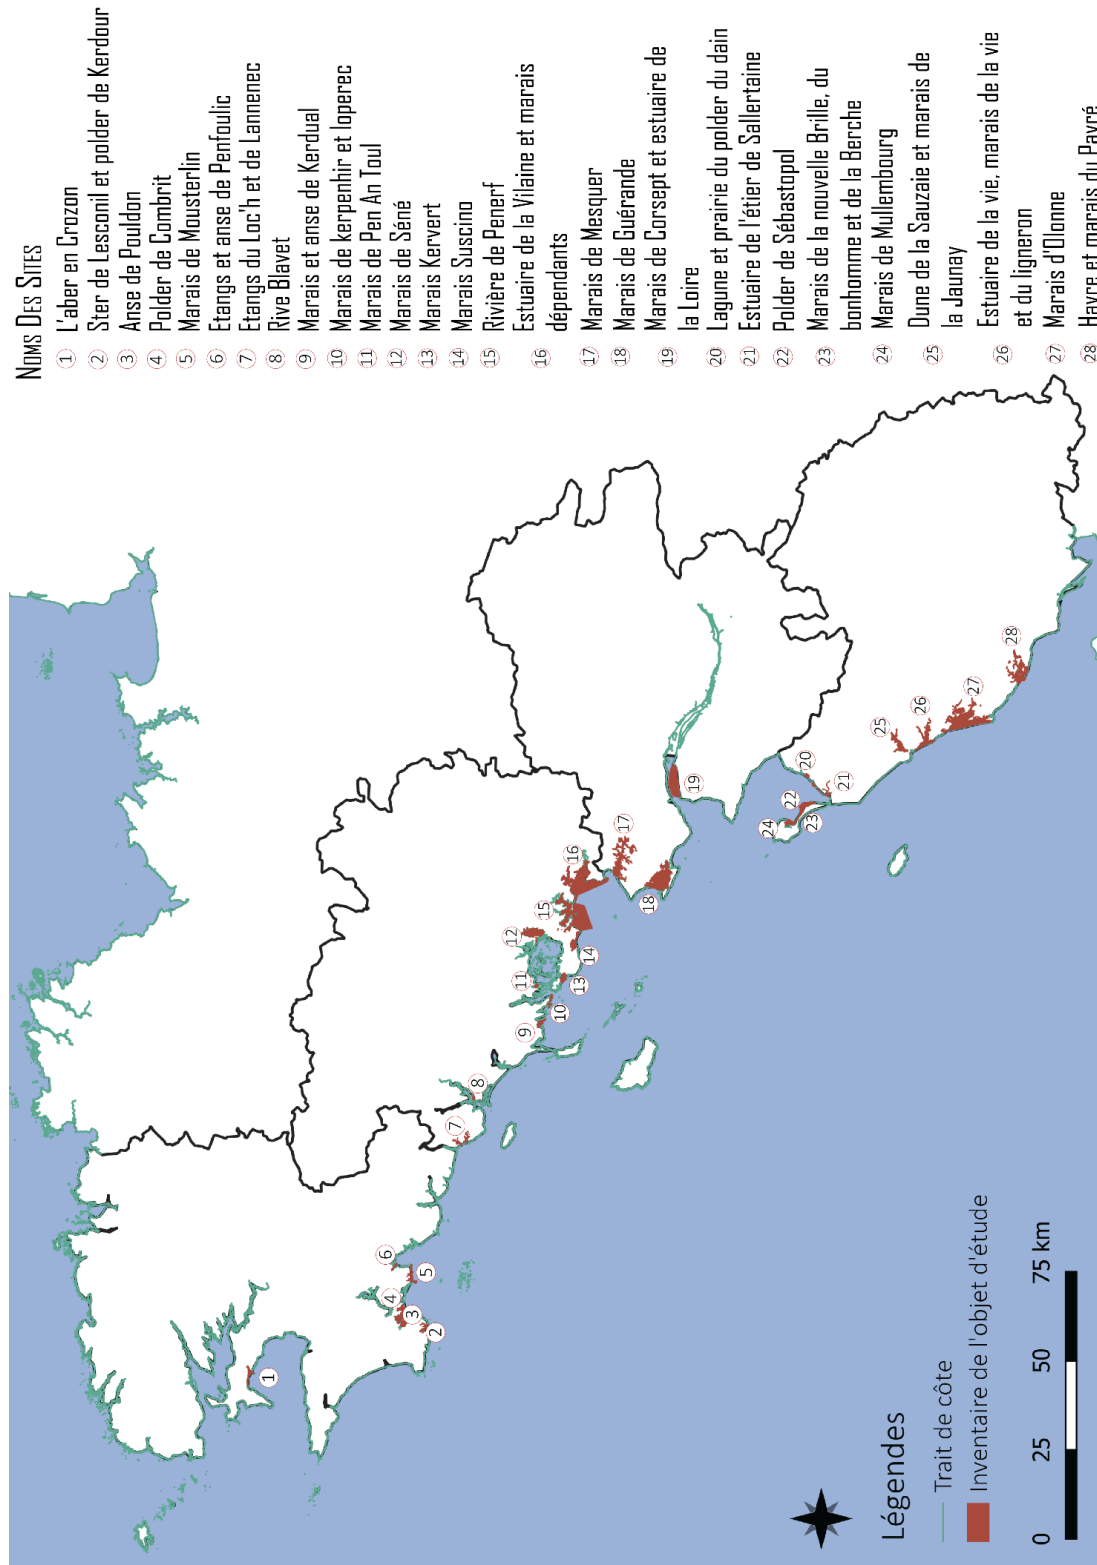 NOMS DES SITES
1 L'aber en Crozon
2 Ster de Lesconil et polder de Kerdour
3 Anse de Pouldon
4 Polder de Combrit
5 Marais de Mousterlin
6 Etangs et anse de Penfoulic
7 Etangs du Loc'h et de Lannenec
8 Rive Blavet
9 Marais et anse de Kerdual
10 Marais de kerpenhir et loperec
11 Marais de Pen An Toul
12 Marais de Séné
13 Marais Kervert
14 Marais Suscino
15 Rivière de Penerf
16 Estuaire de la Vilaine et marais
dépendants
17 Marais de Mesquer
18 Marais de Guérande
19 Marais de Corsept et estuaire de
la Loire
20 Lagune et prairie du polder du dain
21 Estuaire de l'étier de Sallertaine
22 Polder de Sébastopol
23 Marais de la nouvelle Brille, du
bonhomme et de la Berche
24 Marais de Mullembourg
25 Dune de la Sauzaie et marais de
la Jaunay
26 Estuaire de la vie, marais de la vie
et du ligneron
27 Marais d'Olonne
28 Havre et marais du Payré
1
2
3
4
5
6
7
8
9
10
11
12
13
14
15
16
17
18
19
20
21
22
23
24
25
26
27
28
Légendes
Trait de côte
Inventaire de l'objet d'étude
0 25 50 75 km